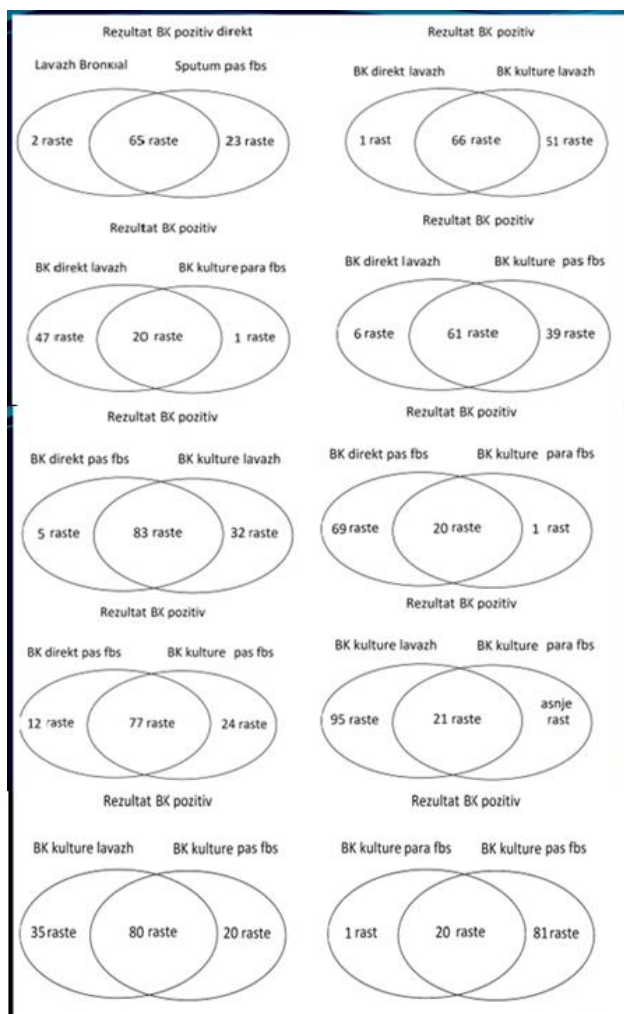 Rezultat BK pozitiv direkt
Lavazh Bronxial Sputum pas fbs
2 raste 65 raste 23 raste
Rezultat BK pozitiv
BK direkt lavazh BK kulture lavazh
1 rast 66 raste 51 raste
Rezultat BK pozitiv
BK direkt lavazh BK kulture para fbs
47 raste 20 raste 1 raste
Rezultat BK pozitiv
BK direkt lavazh BK kulture pas fbs
6 raste 61 raste 39 raste
Rezultat BK pozitiv
BK direkt pas fbs BK kulture lavazh
5 raste 83 raste 32 raste
Rezultat BK pozitiv
BK direkt pas fbs BK kulture para fbs
69 raste 20 raste 1 rast
Rezultat BK pozitiv
BK direkt pas fbs BK kulture pas fbs
12 raste 77 raste 24 raste
Rezultat BK pozitiv
BK kulture lavazh BK kulture para fbs
95 raste 21 raste asnje
rast
Rezultat BK pozitiv
BK kulture lavazh BK kulture pas fbs
35 raste 80 raste 20 raste
Rezultat BK pozitiv
BK kulture para fbs BK kulture pas fbs
1 rast 20 raste 81 raste